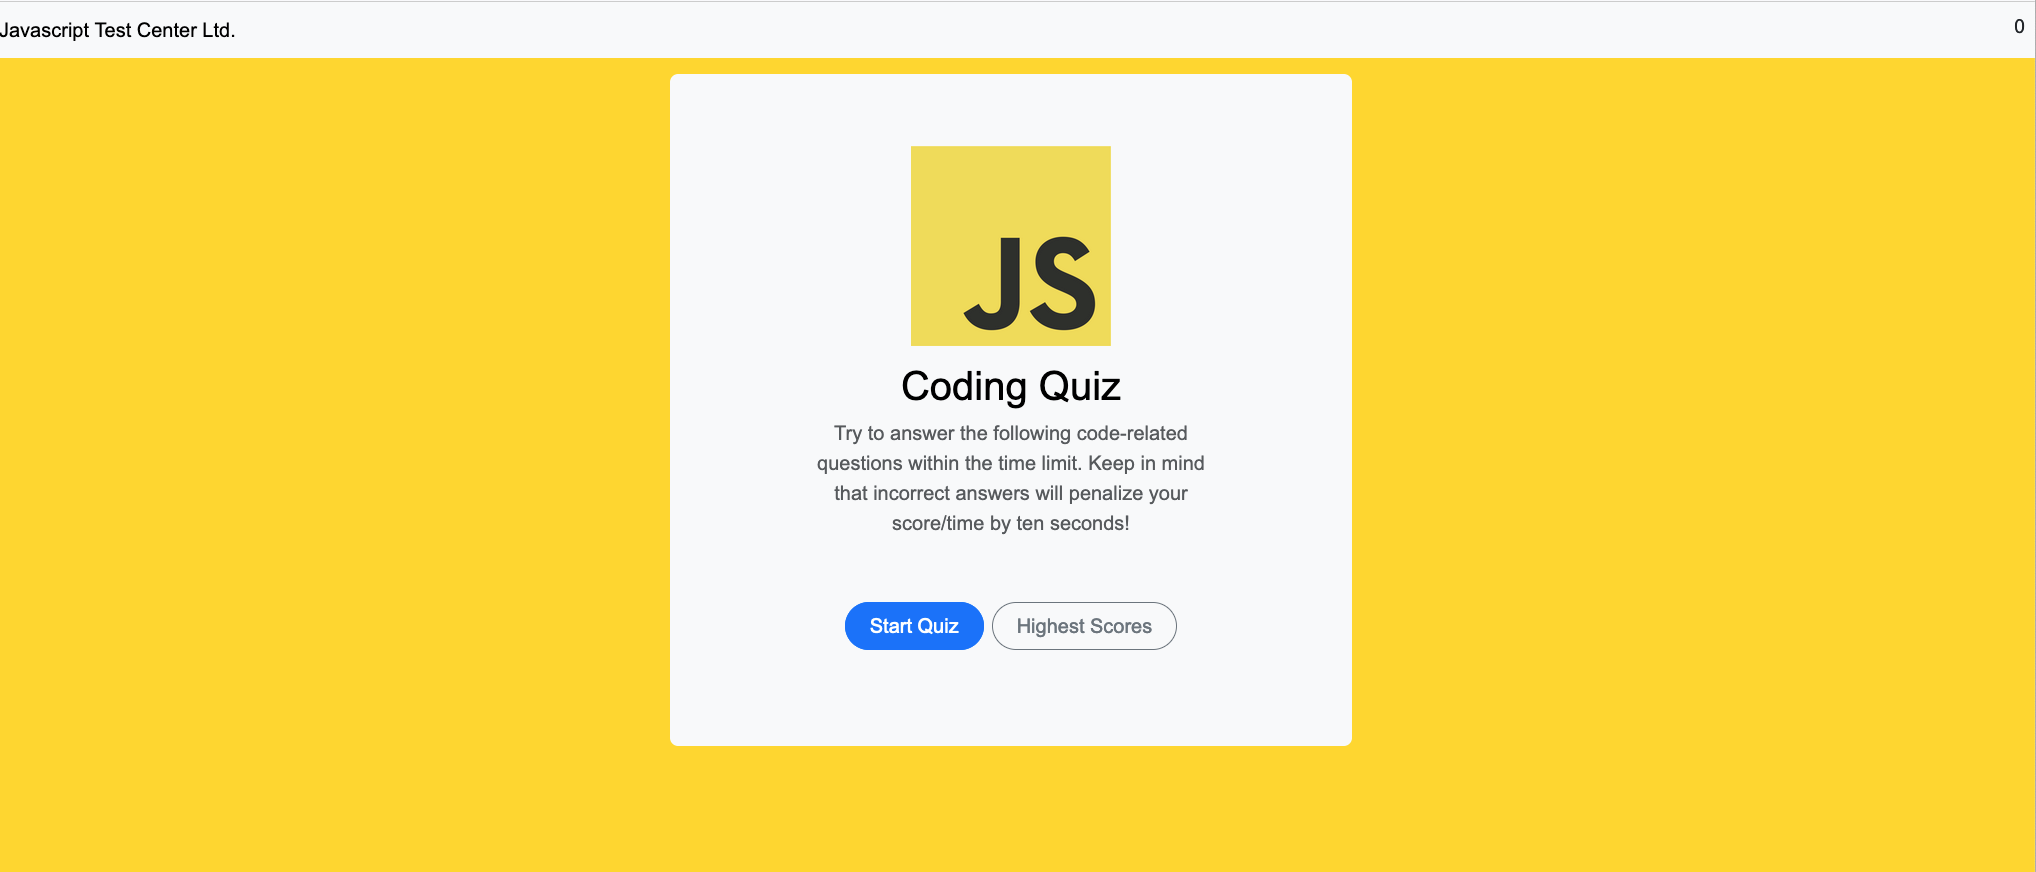 Javascript Test Center Ltd.
0
JS
Coding Quiz
Try to answer the following code-related
questions within the time limit. Keep in mind
that incorrect answers will penalize your
score/time by ten seconds!
Start Quiz
Highest Scores